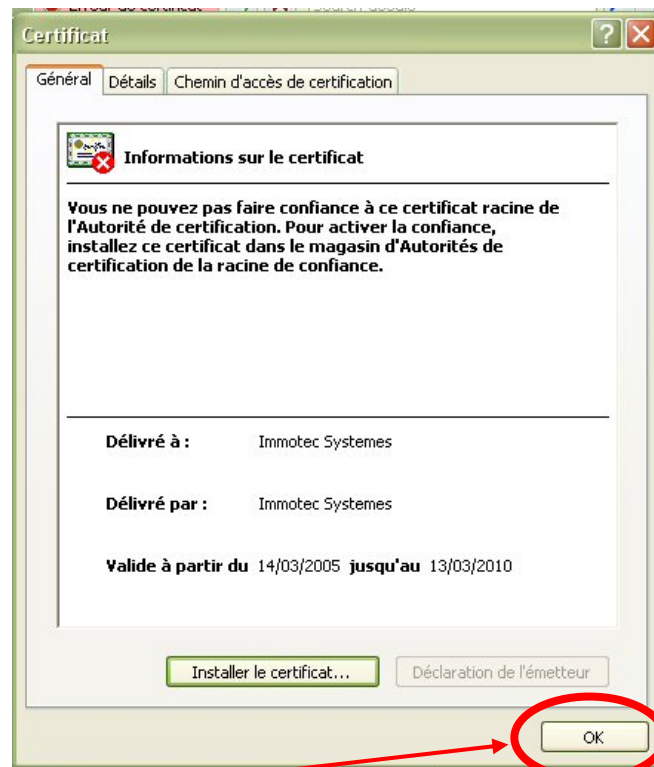 Certificat
Général Détails Chemin d'accès de certification
Informations sur le certificat
Vous ne pouvez pas faire confiance à ce certificat racine de
l'Autorité de certification. Pour activer la confiance,
installez ce certificat dans le magasin d'Autorités de
certification de la racine de confiance.
Délivré à : Immotec Systemes
Délivré par : Immotec Systemes
Valide à partir du 14/03/2005 jusqu'au 13/03/2010
Installer le certificat... Déclaration de l'émetteur
OK